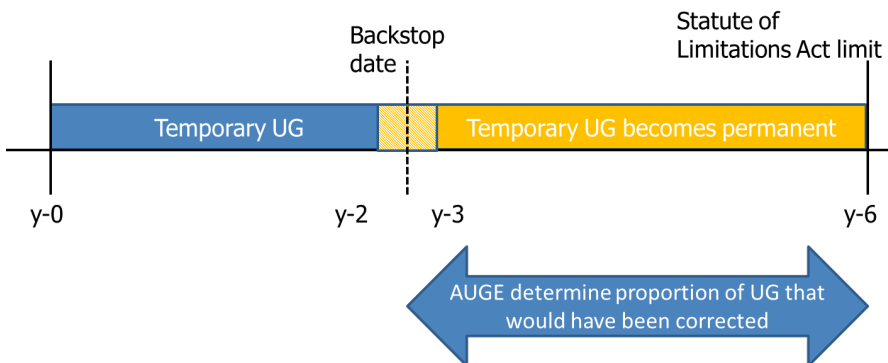 Backstop
date
Statute of
Limitations Act limit
Temporary UG
Temporary UG becomes permanent
y-0
y-2
y-3
y-6
AUGE determine proportion of UG that
would have been corrected